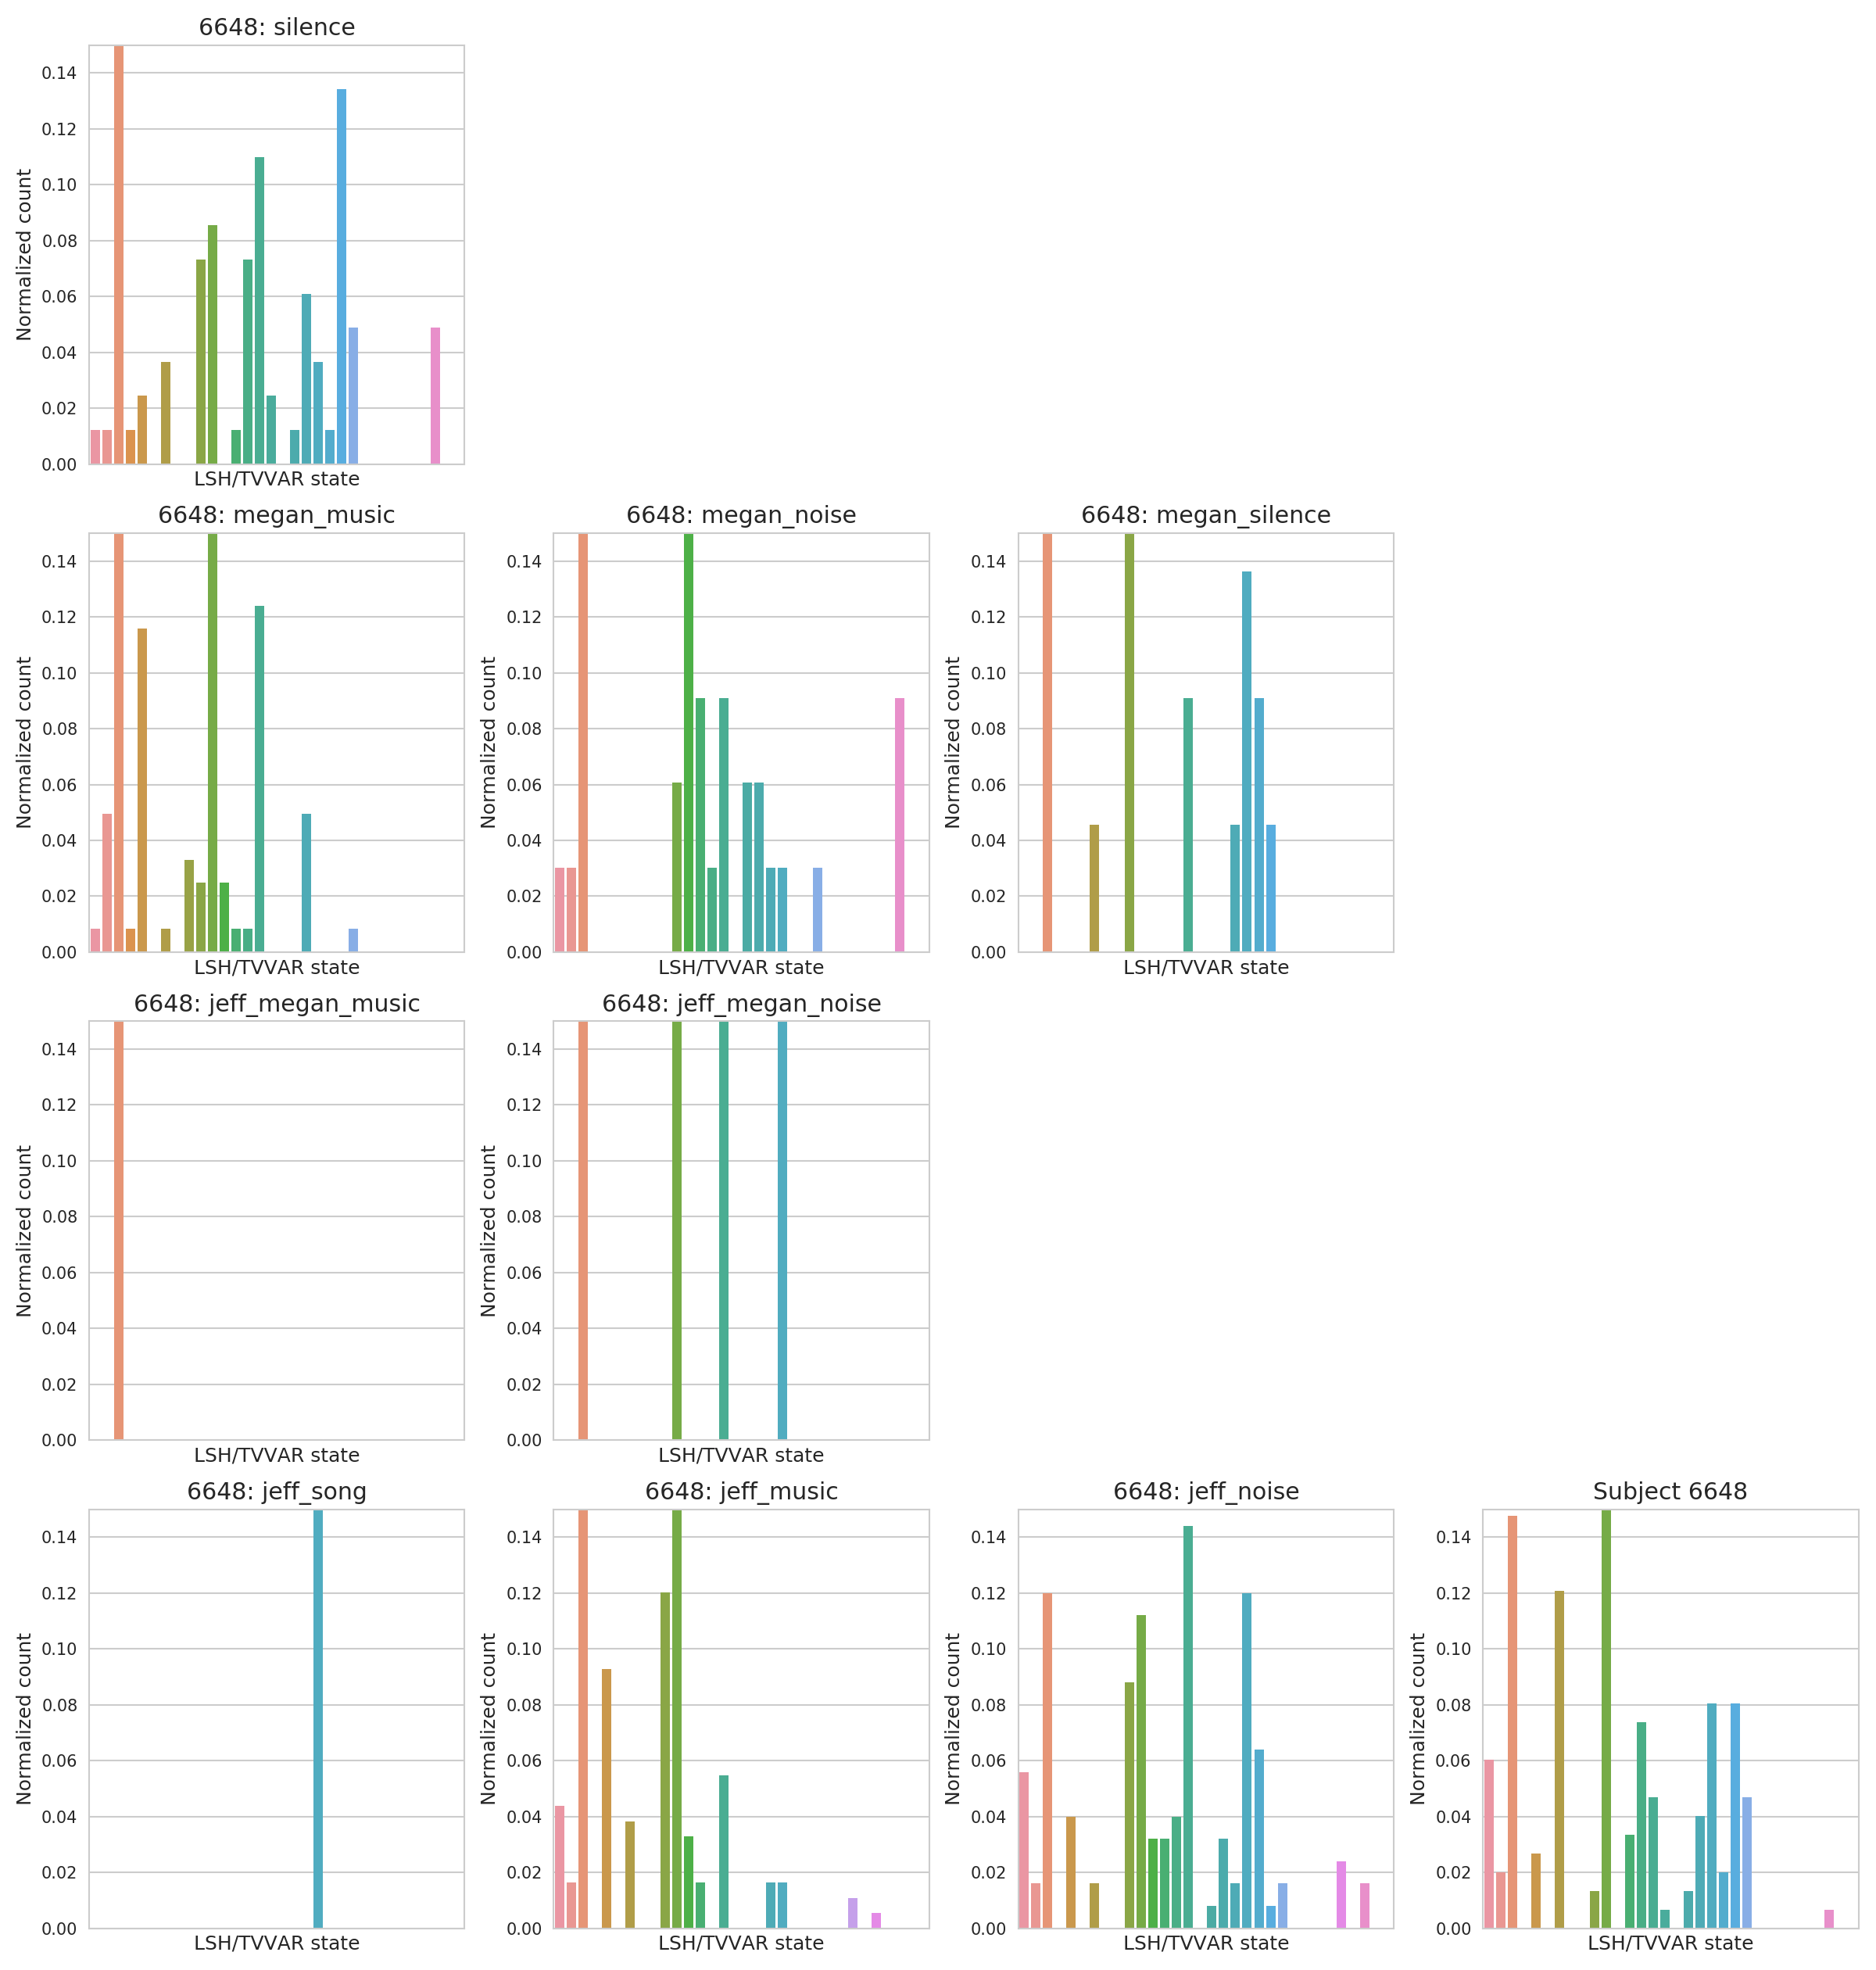 6648: silence
Normalized count
0.14
0.12
0.10
0.08
0.06
0.04
0.02
0.00
LSH/TVVAR state
6648: megan_music
Normalized count
0.14
0.12
0.10
0.08
0.06
0.04
0.02
0.00
LSH/TVVAR state
6648: megan_noise
Normalized count
0.14
0.12
0.10
0.08
0.06
0.04
0.02
0.00
LSH/TVVAR state
6648: megan_silence
Normalized count
0.14
0.12
0.10
0.08
0.06
0.04
0.02
0.00
LSH/TVVAR state
6648: jeff_megan_music
Normalized count
0.14
0.12
0.10
0.08
0.06
0.04
0.02
0.00
LSH/TVVAR state
6648: jeff_megan_noise
Normalized count
0.14
0.12
0.10
0.08
0.06
0.04
0.02
0.00
LSH/TVVAR state
6648: jeff_song
Normalized count
0.14
0.12
0.10
0.08
0.06
0.04
0.02
0.00
LSH/TVVAR state
6648: jeff_music
Normalized count
0.14
0.12
0.10
0.08
0.06
0.04
0.02
0.00
LSH/TVVAR state
6648: jeff_noise
Normalized count
0.14
0.12
0.10
0.08
0.06
0.04
0.02
0.00
LSH/TVVAR state
Subject 6648
Normalized count
0.14
0.12
0.10
0.08
0.06
0.04
0.02
0.00
LSH/TVVAR state